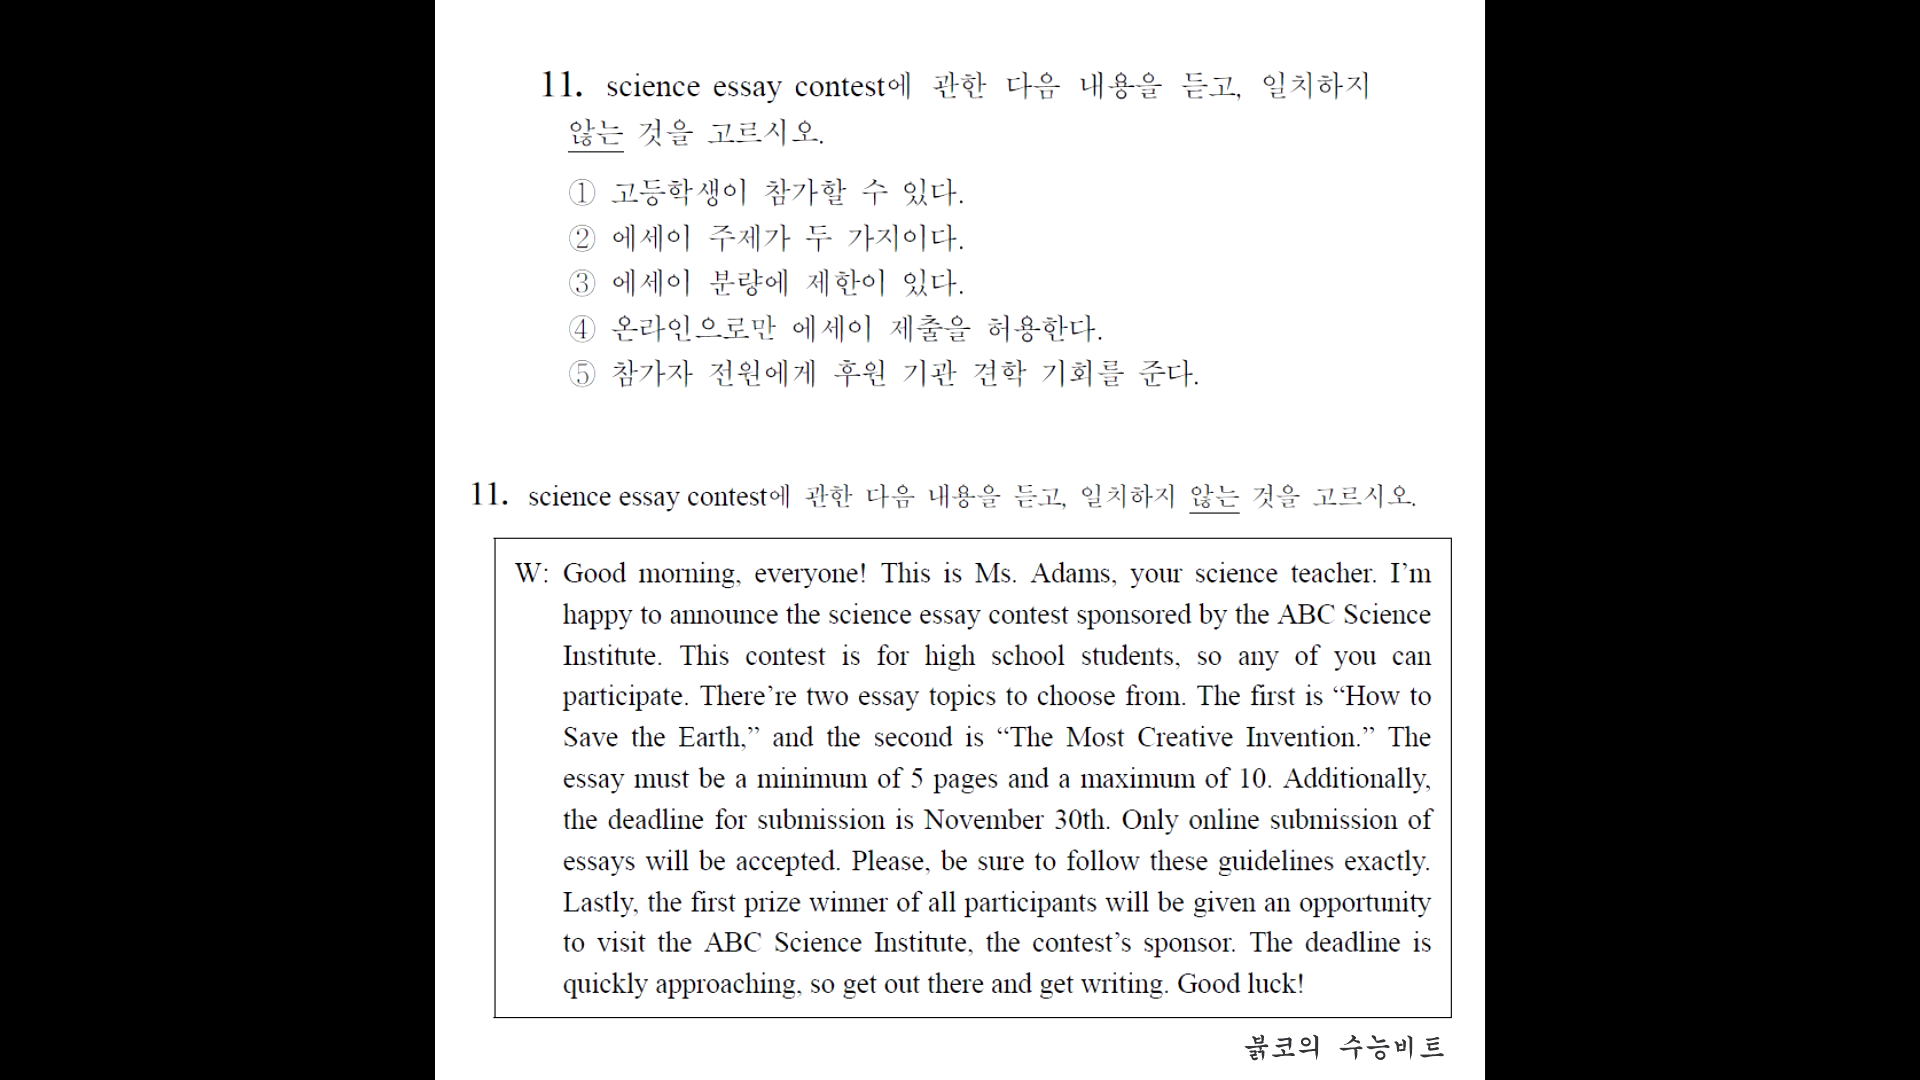 11. science essay contest에 관한 다음 내용을 듣고, 일치하지
않는 것을 고르시오.
① 고등학생이 참가할 수 있다.
② 에세이 주제가 두 가지이다.
③ 에세이 분량에 제한이 있다.
④ 온라인으로만 에세이 제출을 허용한다.
⑤ 참가자 전원에게 후원 기관 견학 기회를 준다.
11. science essay contest에 관한 다음 내용을 듣고, 일치하지 않는 것을 고르시오.
W: Good morning, everyone! This is Ms. Adams, your science teacher. I’m
happy to announce the science essay contest sponsored by the ABC Science
Institute. This contest is for high school students, so any of you can
participate. There’re two essay topics to choose from. The first is “How to
Save the Earth,” and the second is “The Most Creative Invention.” The
essay must be a minimum of 5 pages and a maximum of 10. Additionally,
the deadline for submission is November 30th. Only online submission of
essays will be accepted. Please, be sure to follow these guidelines exactly.
Lastly, the first prize winner of all participants will be given an opportunity
to visit the ABC Science Institute, the contest’s sponsor. The deadline is
quickly approaching, so get out there and get writing. Good luck!
붉코의 수능비트